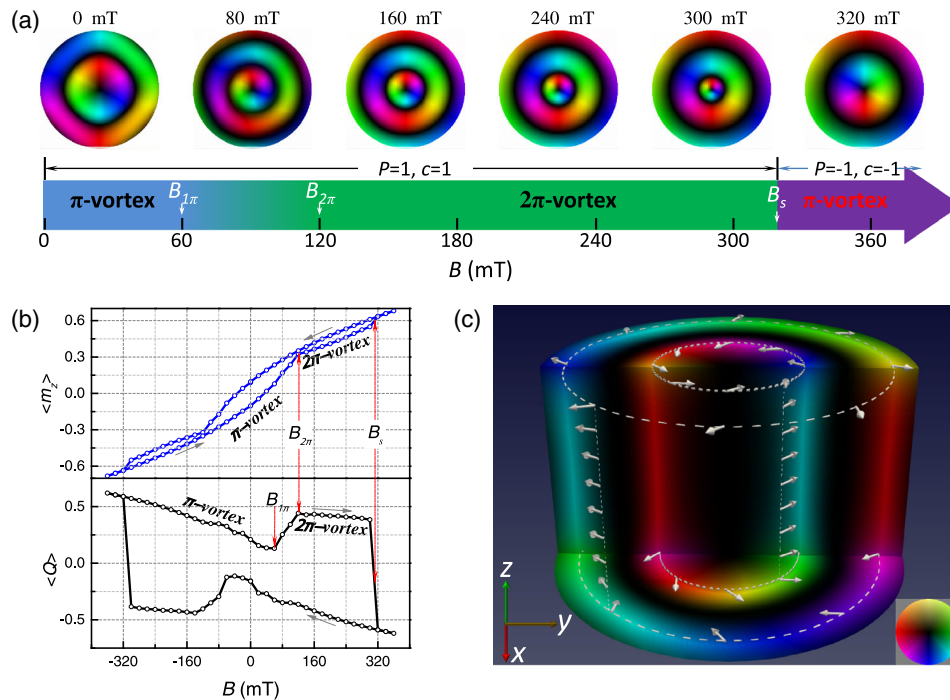 (a)
0 mT 80 mT 160 mT 240 mT 300 mT 320 mT
P=1, c=1 P=-1, c=-1
π-vortex B1π B2π 2π-vortex Bs π-vortex
0 60 120 180 240 300 360
B (mT)
(b)
0.6
0.3
0.0
-0.3
-0.6
<mz>
2π-vortex
π-vortex
B2π
Bs
0.5
0.0
-0.5
<Q>
π-vortex
B1π
2π-vortex
-320 -160 0 160 320
B (mT)
(c)
z
y
x